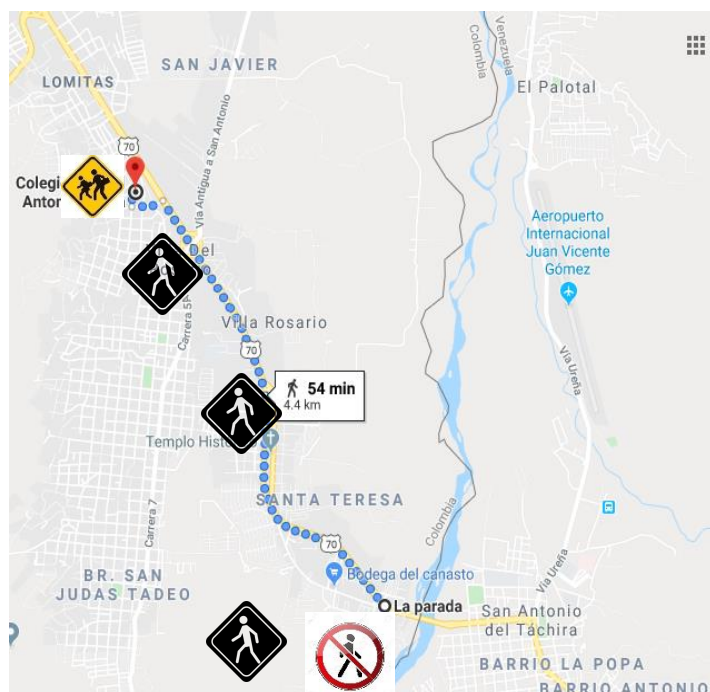 SAN JAVIER
LOMITAS
El Palotal
Venezuela
Colombia
70
Vía Antigua a San Antonio
Colegi
Antor
Aeropuerto
Internacional
Juan Vicente
Gómez
Del
Carrera 5
Villa Rosario
70
54 min
4.4 km
Vía Ureña
Templo Histó
SANTA TERESA
Carrera 7
Colombia
70
Vía Ureña
BR. SAN
JUDAS TADEO
Bodega del canasto
La parada
San Antonio
del Táchira
BARRIO LA POPA
BARRIO ANTONIO